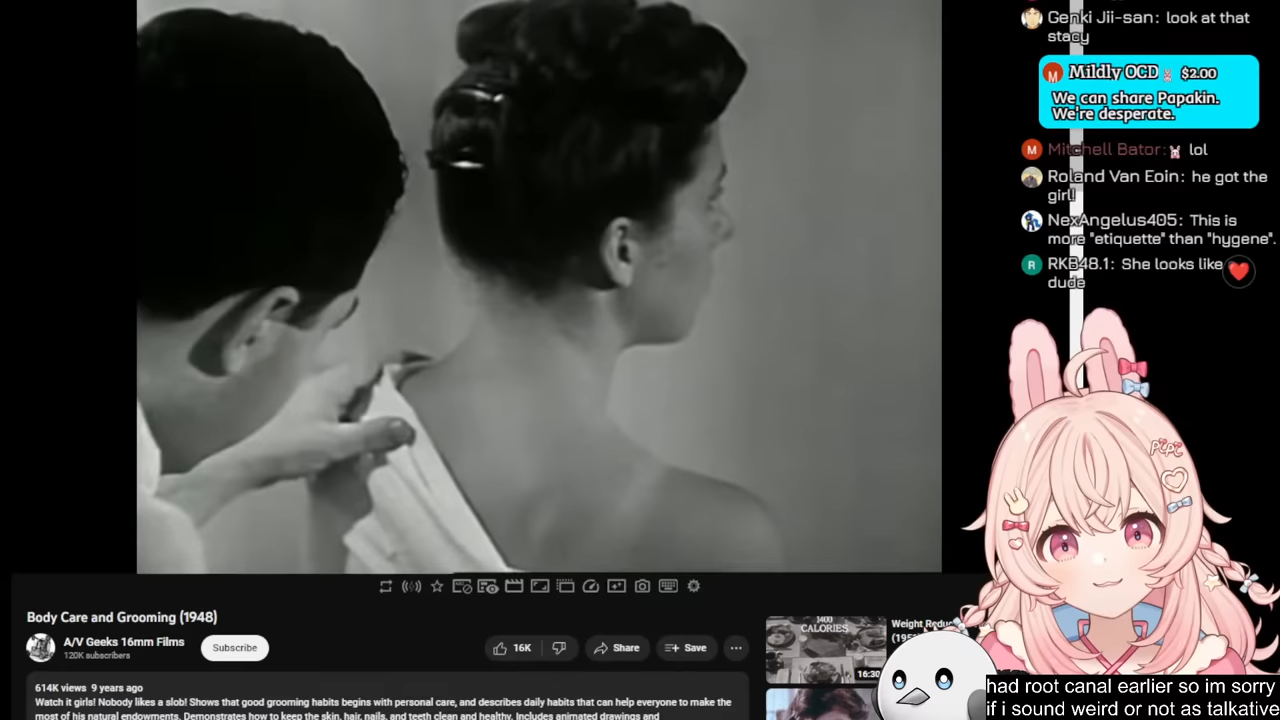 Genki Jii-san: look at that
stacy
M Mildly OCD $2.00
We can share Papakin.
We're desperate.
M Mitchell Bator: lol
Roland Van Eoin: he got the
girl!
NexAngelus405: This is
more "etiquette" than "hygene".
R RKB48.1: She looks like
dude
pipi
Body Care and Grooming (1948)
A/V Geeks 16mm Films
120K subscribers
Subscribe
16K
Share
Save
1400
CALORIES
16:30
Weight Reduc
614K views 9 years ago
Watch it girls! Nobody likes a slob! Shows that good grooming habits begins with personal care, and describes daily habits that can help everyone to make the
most of his natural endowments. Demonstrates how to keep the skin, hair, nails, and teeth clean and healthy. Includes animated drawings and
had root canal earlier so im sorry
if i sound weird or not as talkative